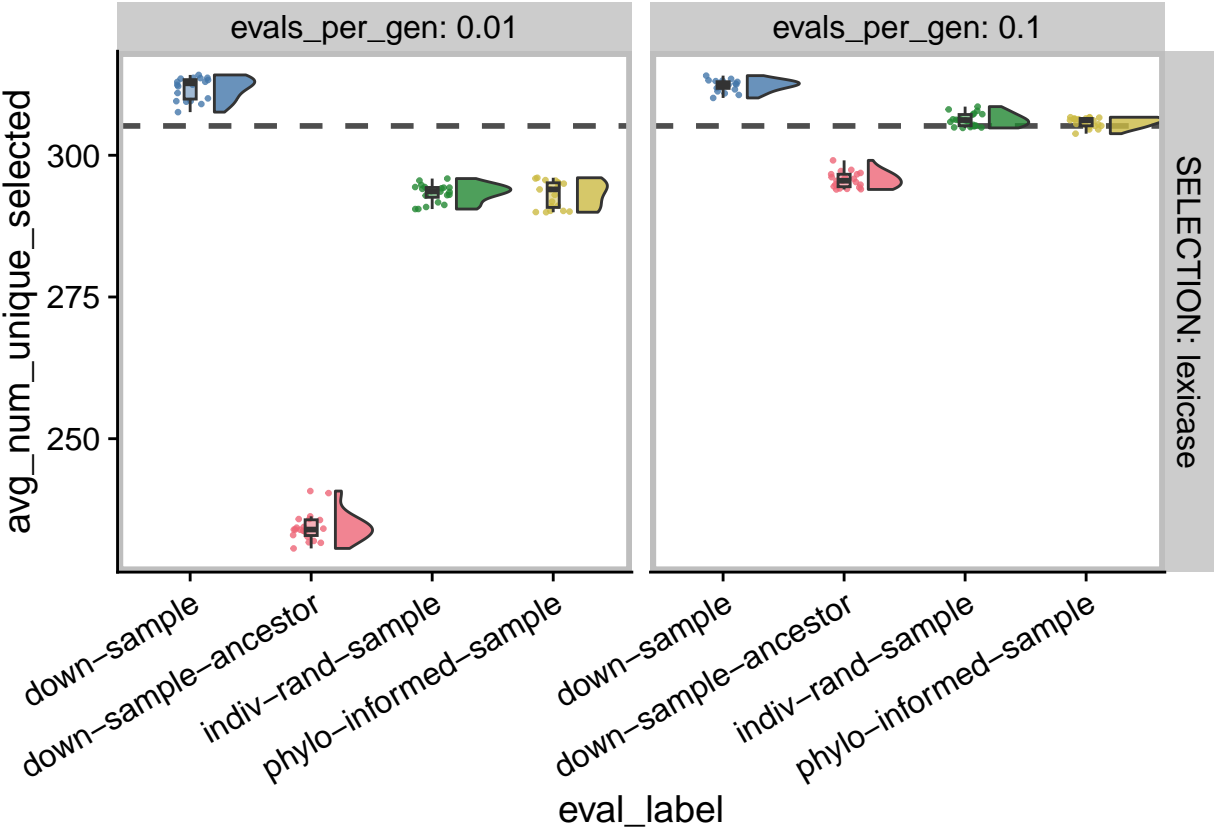 evals_per_gen: 0.01
evals_per_gen: 0.1
avg_num_unique_selected
300
275
250
SELECTION: lexicase
down−sample
down−sample−ancestor
indiv−rand−sample
phylo−informed−sample
down−sample
down−sample−ancestor
indiv−rand−sample
phylo−informed−sample
eval_label